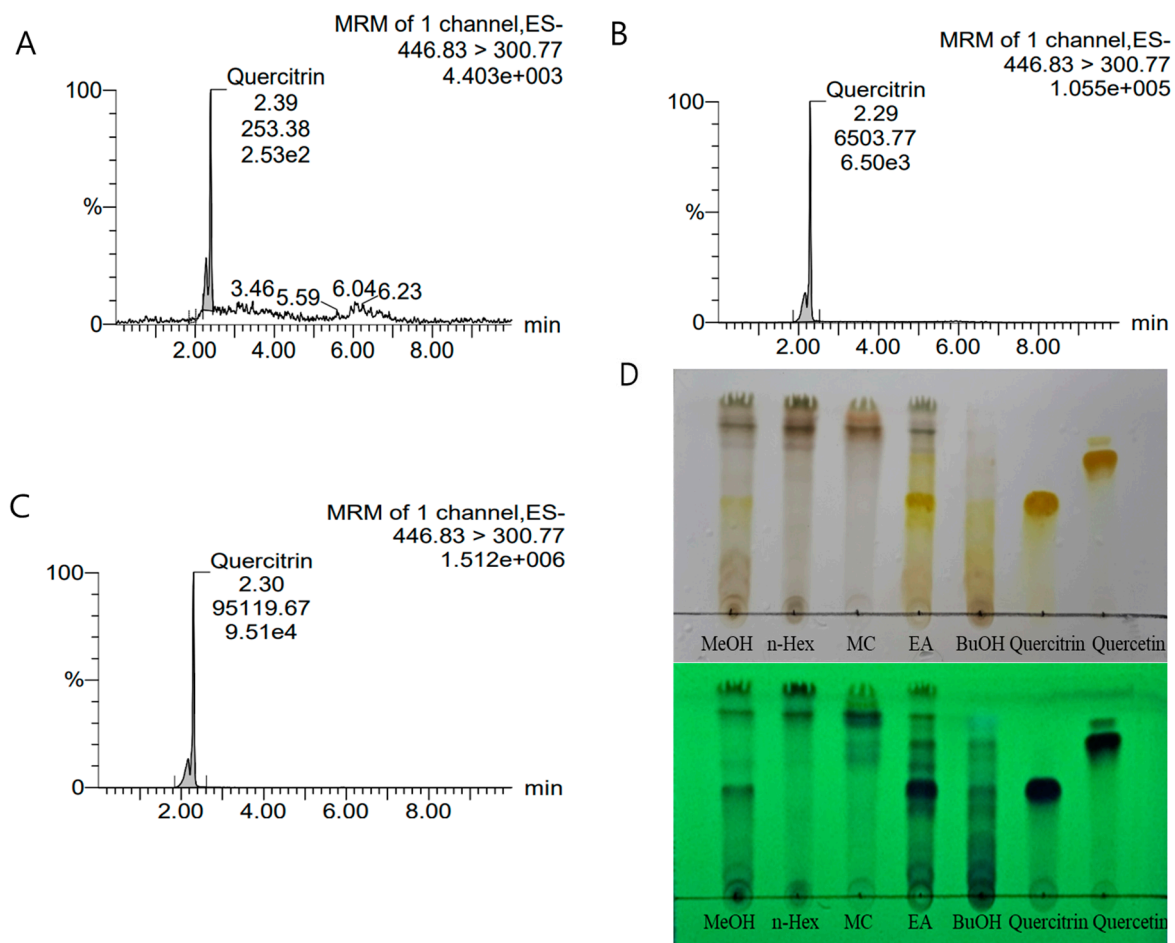 A
MRM of 1 channel,ES-
446.83 > 300.77
4.403e+003
Quercitrin
2.39
253.38
2.53e2
100
%
0
3.46
5.59
6.04
6.23
min
2.00 4.00 6.00 8.00
B
MRM of 1 channel,ES-
446.83 > 300.77
1.055e+005
Quercitrin
2.29
6503.77
6.50e3
100
%
0
min
2.00 4.00 6.00 8.00
C
MRM of 1 channel,ES-
446.83 > 300.77
1.512e+006
Quercitrin
2.30
95119.67
9.51e4
100
%
0
min
2.00 4.00 6.00 8.00
D
MeOH n-Hex MC EA BuOH Quercitrin Quercetin
MeOH n-Hex MC EA BuOH Quercitrin Quercetin